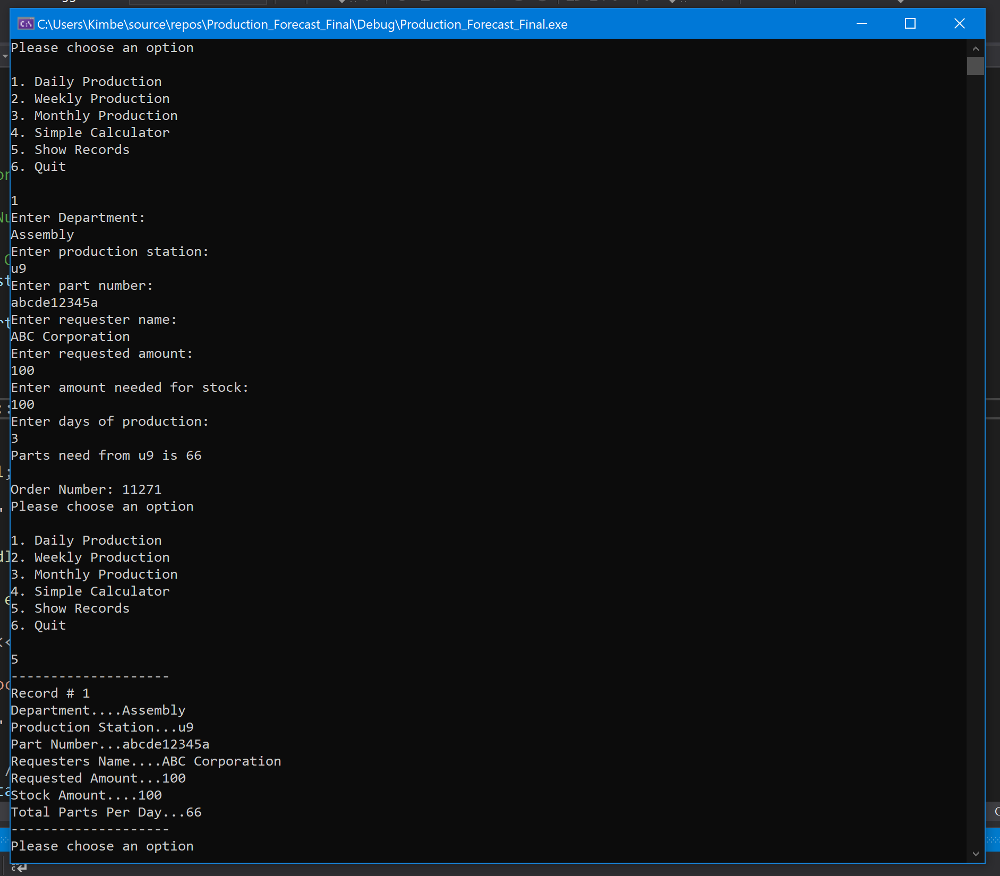 C:\Users\Kimbe\source\repos\Production_Forecast_Final\Debug\Production_Forecast_Final.exe
Please choose an option
1. Daily Production
2. Weekly Production
3. Monthly Production
4. Simple Calculator
5. Show Records
6. Quit
1
Enter Department:
Assembly
Enter production station:
u9
Enter part number:
abcde12345a
Enter requester name:
ABC Corporation
Enter requested amount:
100
Enter amount needed for stock:
100
Enter days of production:
3
Parts need from u9 is 66
Order Number: 11271
Please choose an option
1. Daily Production
2. Weekly Production
3. Monthly Production
4. Simple Calculator
5. Show Records
6. Quit
5
--------------------
Record # 1
Department....Assembly
Production Station...u9
Part Number...abcde12345a
Requesters Name....ABC Corporation
Requested Amount...100
Stock Amount....100
Total Parts Per Day...66
--------------------
Please choose an option